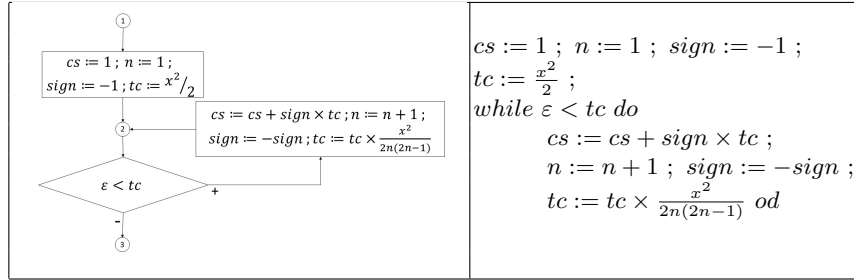 1
cs := 1 ; n := 1 ;
sign := −1 ; tc := x²/2
2
cs := cs + sign × tc ; n := n + 1 ;
sign := −sign ; tc := tc × x²/2n(2n−1)
ε < tc
+
-
3
cs := 1 ; n := 1 ; sign := −1 ;
tc := x²/2 ;
while ε < tc do
cs := cs + sign × tc ;
n := n + 1 ; sign := −sign ;
tc := tc × x²/2n(2n−1) od